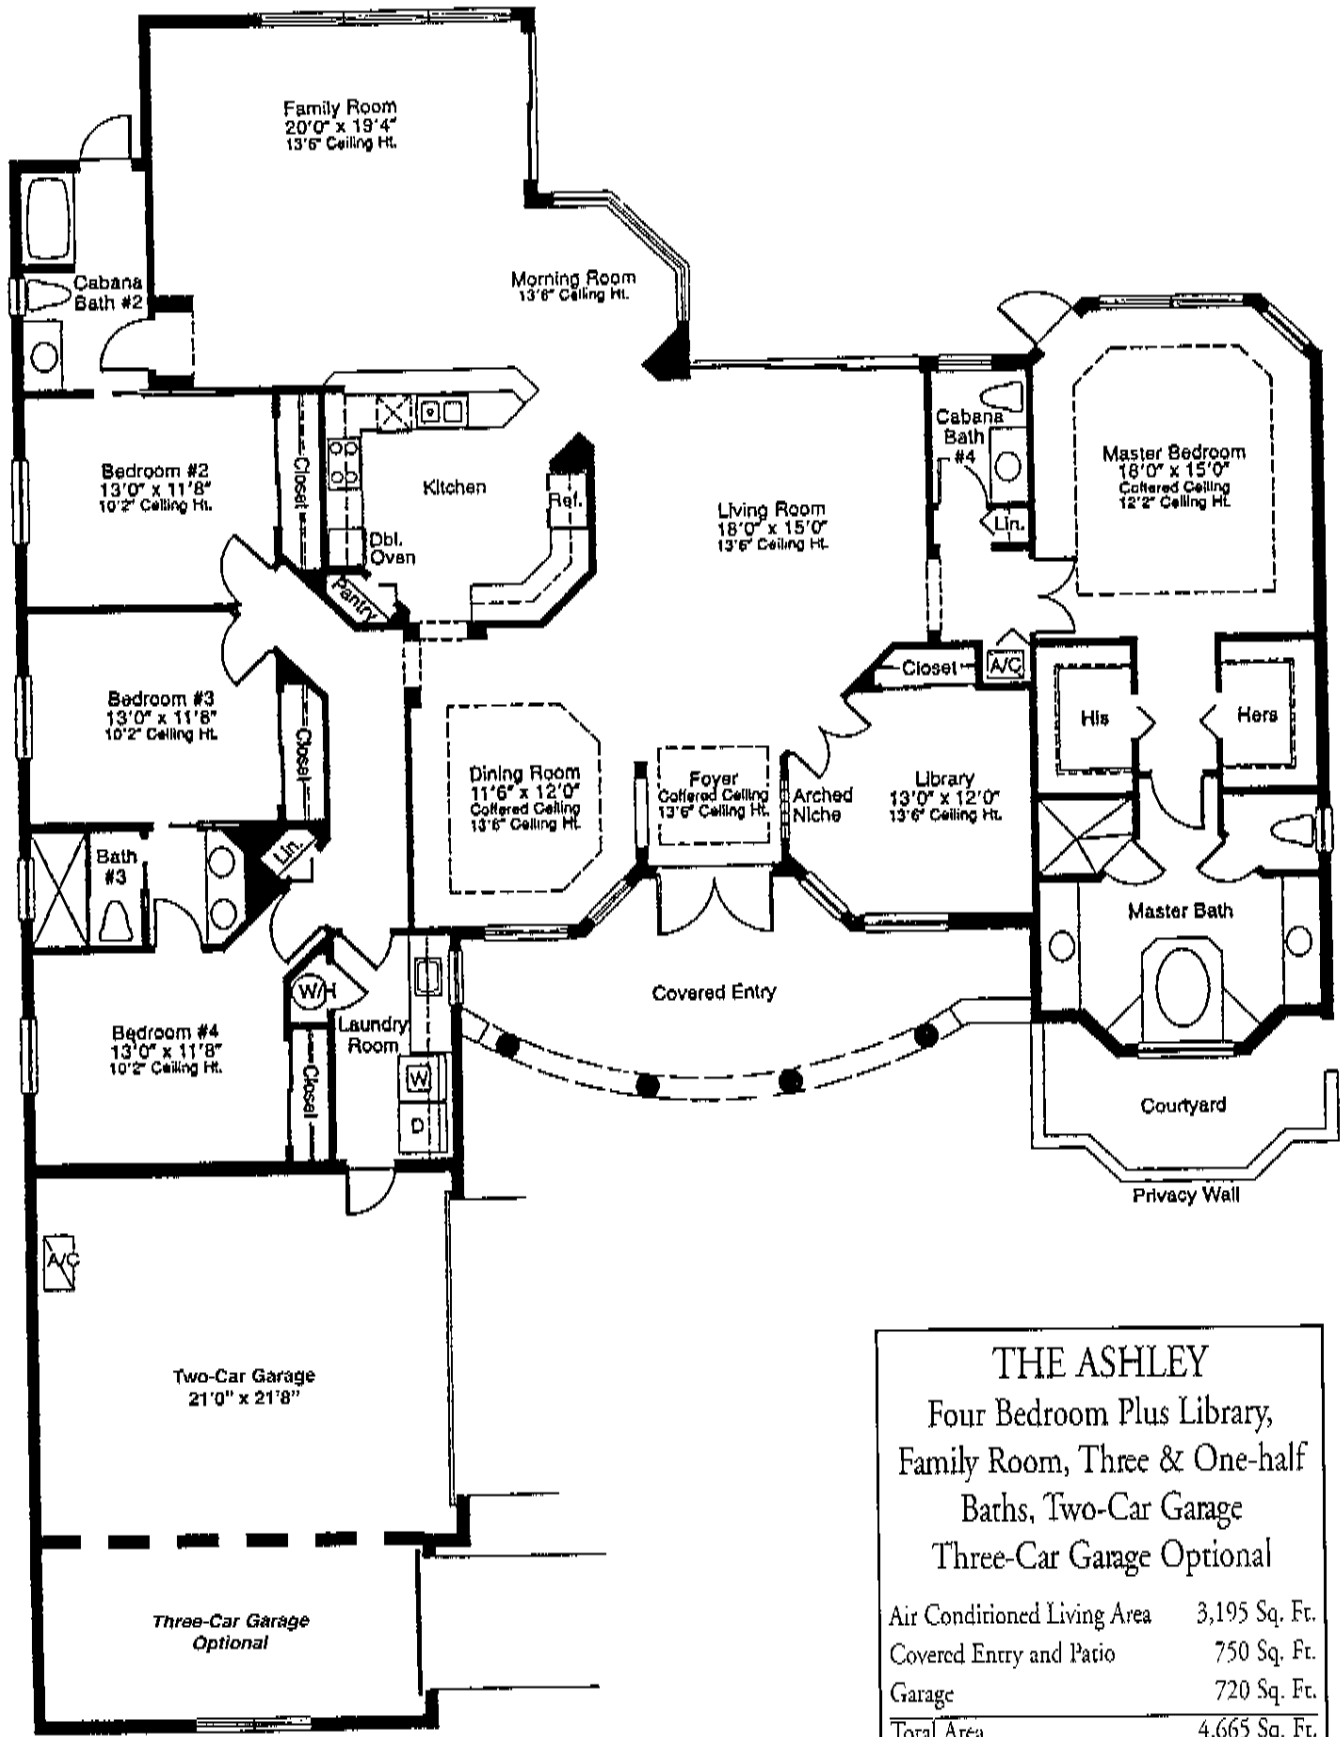 Family Room
20'0" x 19'4"
13'6" Ceiling Ht.
Cabana
Bath #2
Morning Room
13'6" Ceiling Ht.
Bedroom #2
13'0" x 11'8"
10'2" Ceiling Ht.
Closet
Kitchen
Ref.
Dbl.
Oven
Pantry
Living Room
18'0" x 15'0"
13'6" Ceiling Ht.
Cabana
Bath
#4
Lin.
Master Bedroom
18'0" x 15'0"
Coffered Ceiling
12'2" Ceiling Ht.
Closet
A/C
His
Hers
Bedroom #3
13'0" x 11'8"
10'2" Ceiling Ht.
Closet
Dining Room
11'6" x 12'0"
Coffered Ceiling
13'6" Ceiling Ht.
Foyer
Coffered Ceiling
13'6" Ceiling Ht.
Arched
Niche
Library
13'0" x 12'0"
13'6" Ceiling Ht.
Bath
#3
Lin.
Master Bath
Covered Entry
W/H
Laundry
Room
W
D
Bedroom #4
13'0" x 11'8"
10'2" Ceiling Ht.
Closet
Courtyard
Privacy Wall
A/C
Two-Car Garage
21'0" x 21'8"
Three-Car Garage
Optional
THE ASHLEY
Four Bedroom Plus Library,
Family Room, Three & One-half
Baths, Two-Car Garage
Three-Car Garage Optional
Air Conditioned Living Area 3,195 Sq. Ft.
Covered Entry and Patio 750 Sq. Ft.
Garage 720 Sq. Ft.
Total Area 4,665 Sq. Ft.